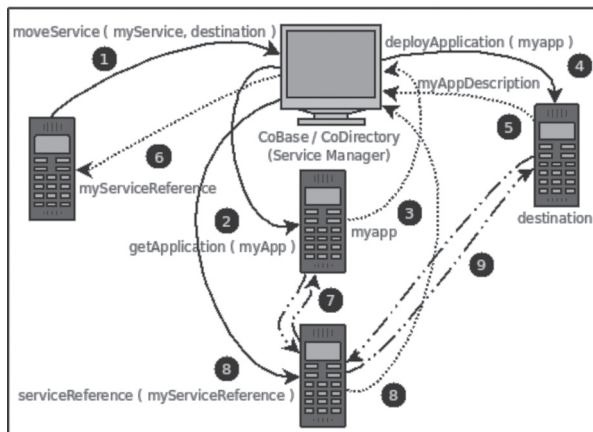 moveService ( myService, destination )
deployApplication ( myapp )
1
4
myAppDescription
5
CoBase / CoDirectory
(Service Manager)
6
myServiceReference
destination
2
3
getApplication ( myApp )
myapp
9
7
8
8
serviceReference ( myServiceReference )